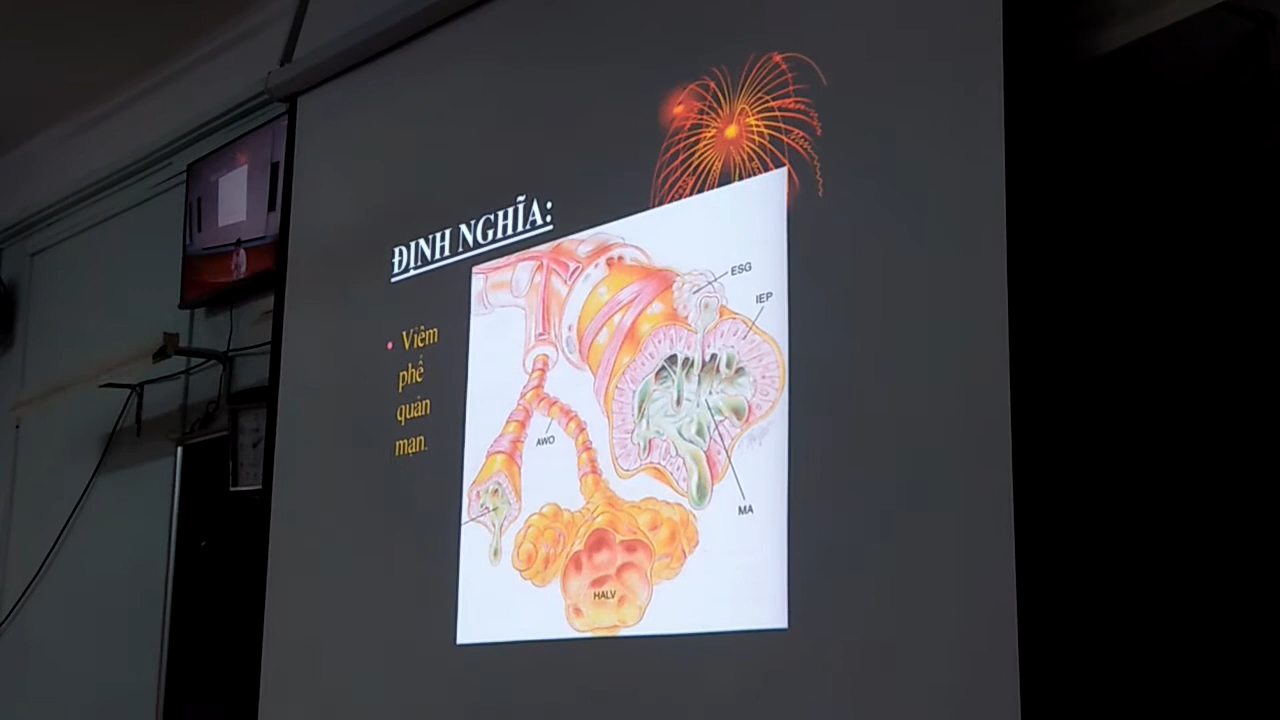 ĐỊNH NGHĨA:
• Viêm
phế
quản
mạn.
ESG
IEP
AWO
MA
HALV